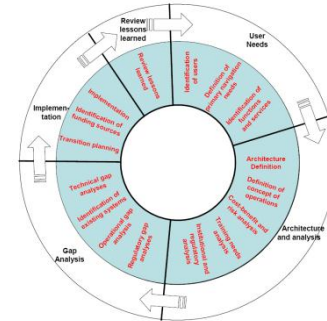 Review
lessons
learned
User
Needs
Architecture
and analysis
Gap
Analysis
Implemen-
tation
Review lessons
learned
Identification
of users
Definition of
primary navigation
needs
Identification of
functions
and services
Architecture
Definition
Definition of
concept of
operations
Cost-benefit and
risk analysis
Training needs
analysis
Institutional and
regulatory
analysis
Regulatory gap
analyses
Operational gap
analysis
Identification of
existing systems
Technical gap
analyses
Transition planning
Identification of
funding sources
Implementation